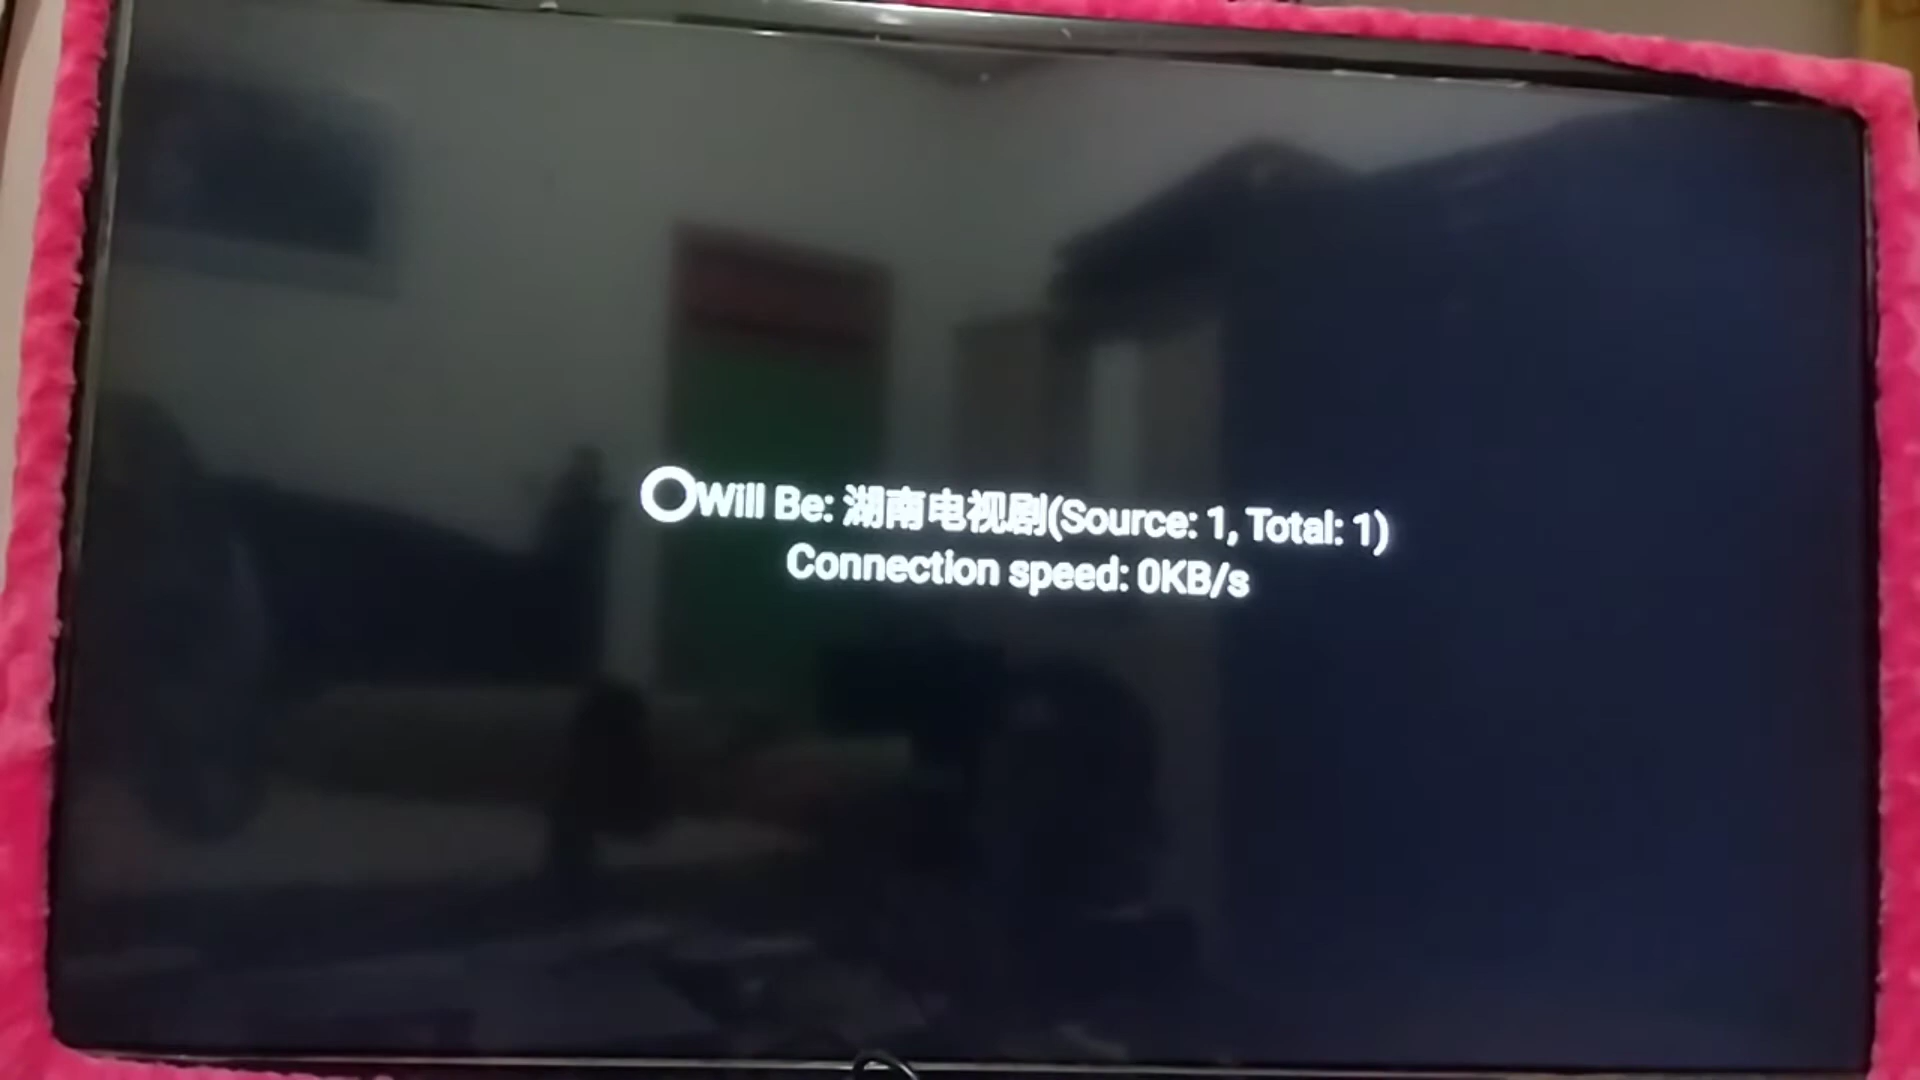 Will Be: 湖南电视剧(Source: 1, Total: 1)
Connection speed: 0KB/s